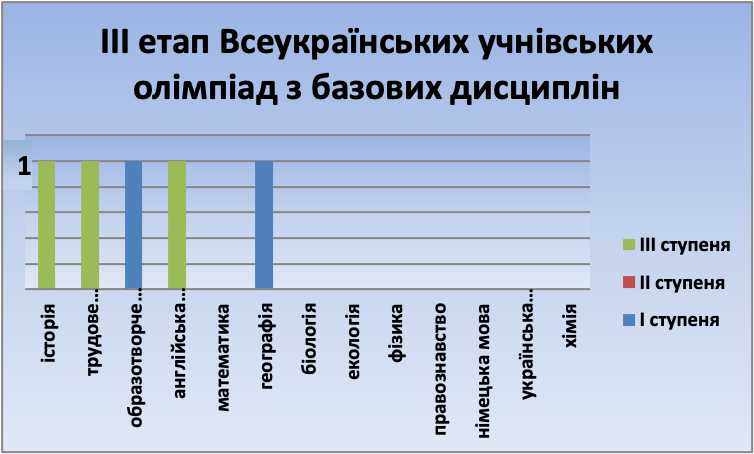 ІІІ етап Всеукраїнських учнівських
олімпіад з базових дисциплін
1
історія
трудове…
образотворче…
англійська…
математика
географія
біологія
екологія
фізика
правознавство
німецька мова
українська…
хімія
ІІІ ступеня
ІІ ступеня
І ступеня